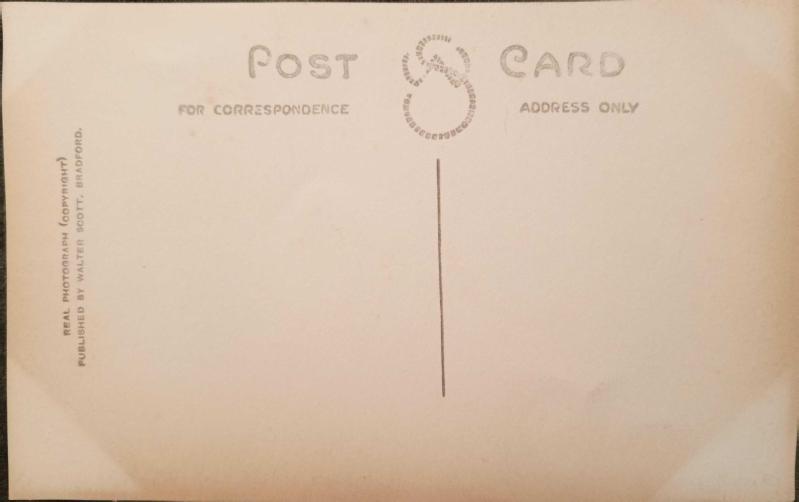 POST CARD
FOR CORRESPONDENCE
ADDRESS ONLY
REAL PHOTOGRAPH (COPYRIGHT)
PUBLISHED BY WALTER SCOTT, BRADFORD.